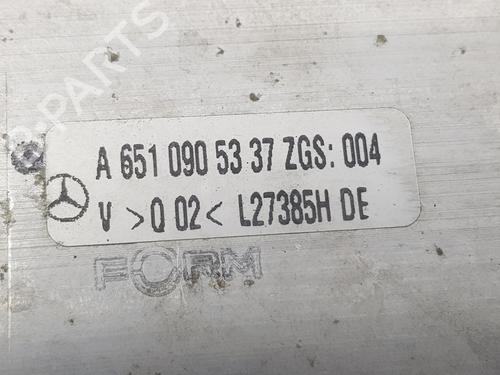 B-PARTS
A 651 090 53 37 ZGS: 004
V >Q 02< L27385H DE
FORM